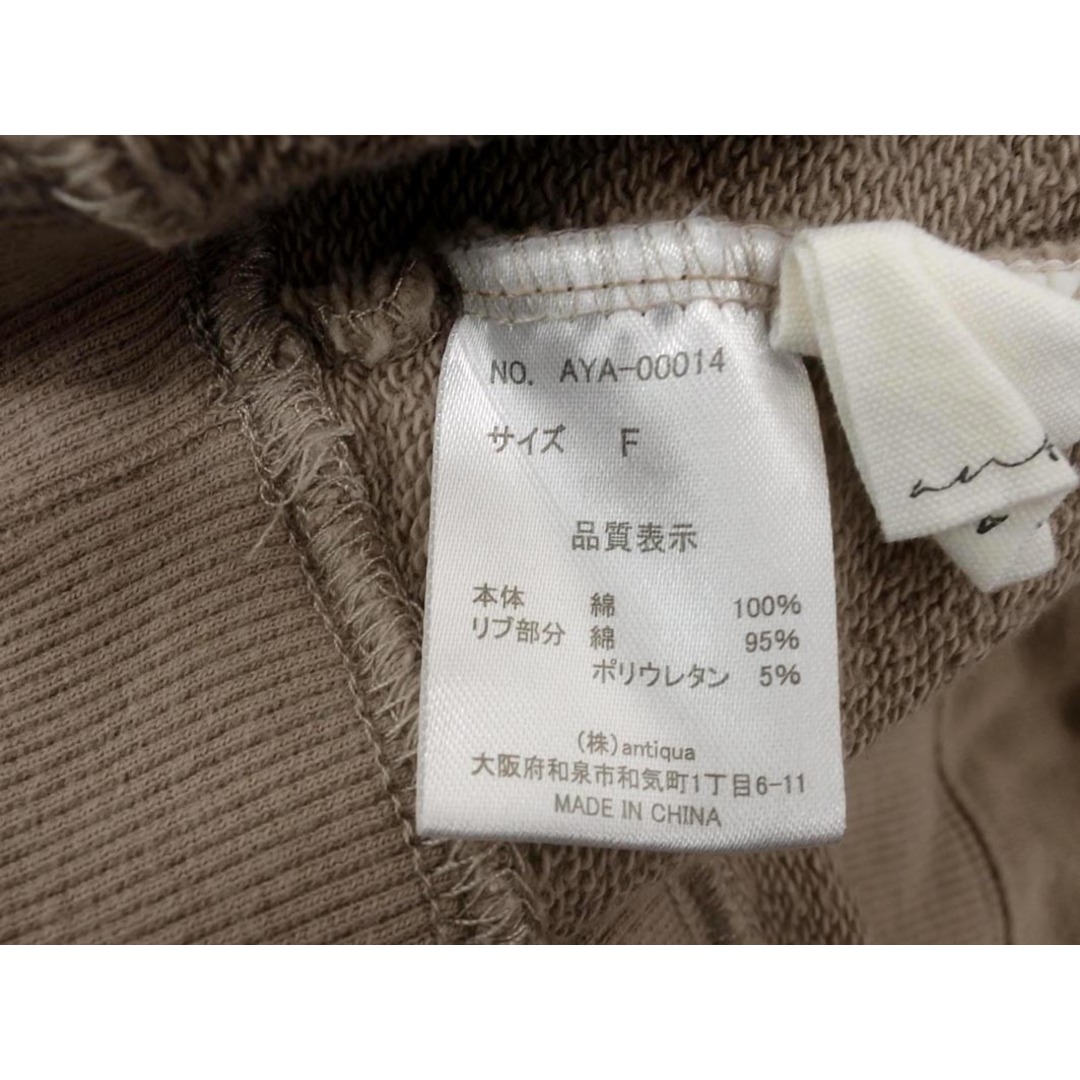 NO. AYA-00014
サイズ F
品質表示
本体 綿 100%
リブ部分 綿 95%
ポリウレタン 5%
(株)antiqua
大阪府和泉市和気町1丁目6-11
MADE IN CHINA